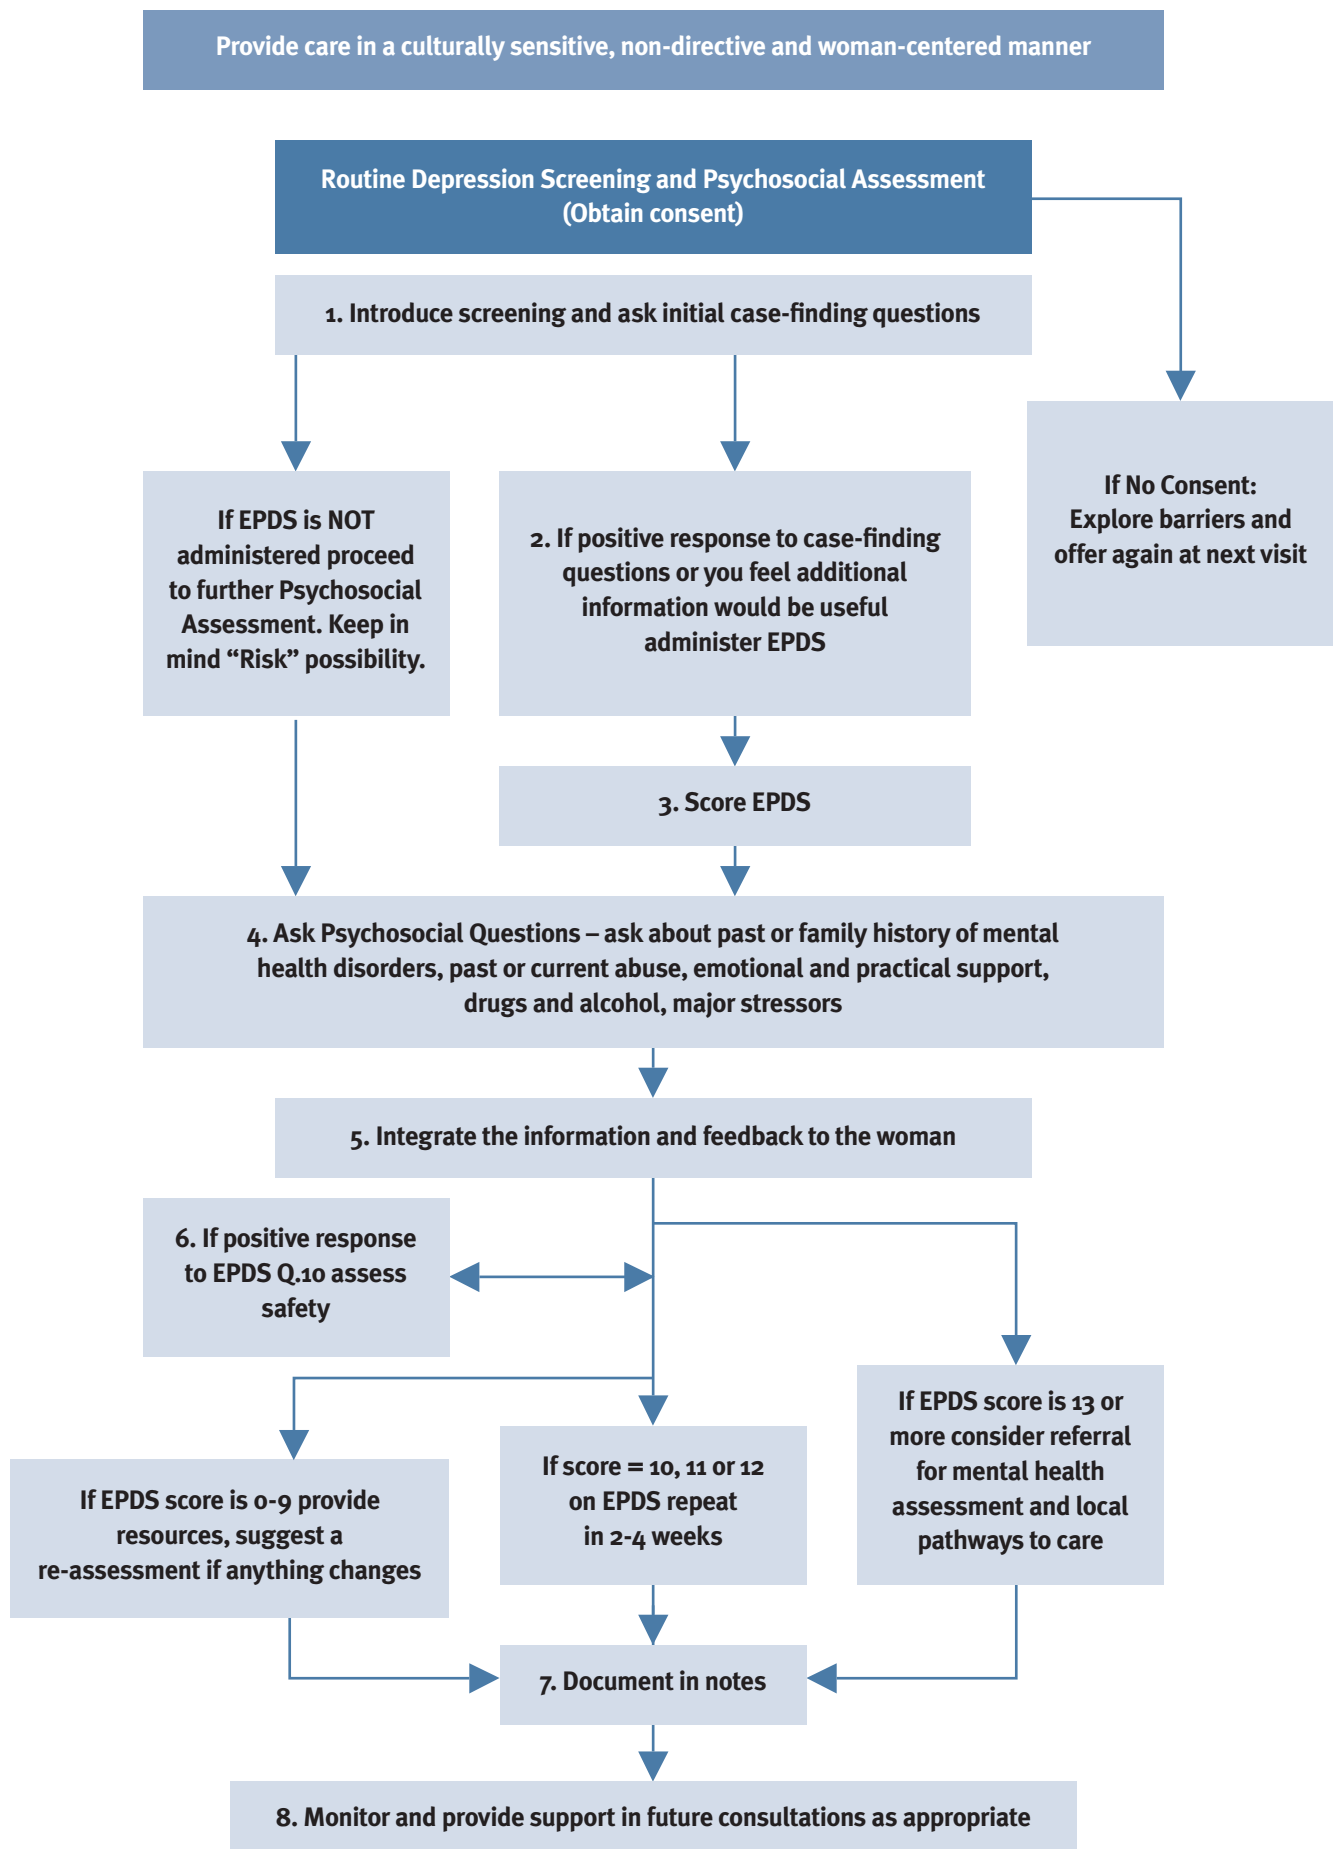 Provide care in a culturally sensitive, non-directive and woman-centered manner
Routine Depression Screening and Psychosocial Assessment
(Obtain consent)
1. Introduce screening and ask initial case-finding questions
If EPDS is NOT
administered proceed
to further Psychosocial
Assessment. Keep in
mind “Risk” possibility.
2. If positive response to case-finding
questions or you feel additional
information would be useful
administer EPDS
If No Consent:
Explore barriers and
offer again at next visit
3. Score EPDS
4. Ask Psychosocial Questions – ask about past or family history of mental
health disorders, past or current abuse, emotional and practical support,
drugs and alcohol, major stressors
5. Integrate the information and feedback to the woman
6. If positive response
to EPDS Q.10 assess
safety
If EPDS score is 0-9 provide
resources, suggest a
re-assessment if anything changes
If score = 10, 11 or 12
on EPDS repeat
in 2-4 weeks
If EPDS score is 13 or
more consider referral
for mental health
assessment and local
pathways to care
7. Document in notes
8. Monitor and provide support in future consultations as appropriate